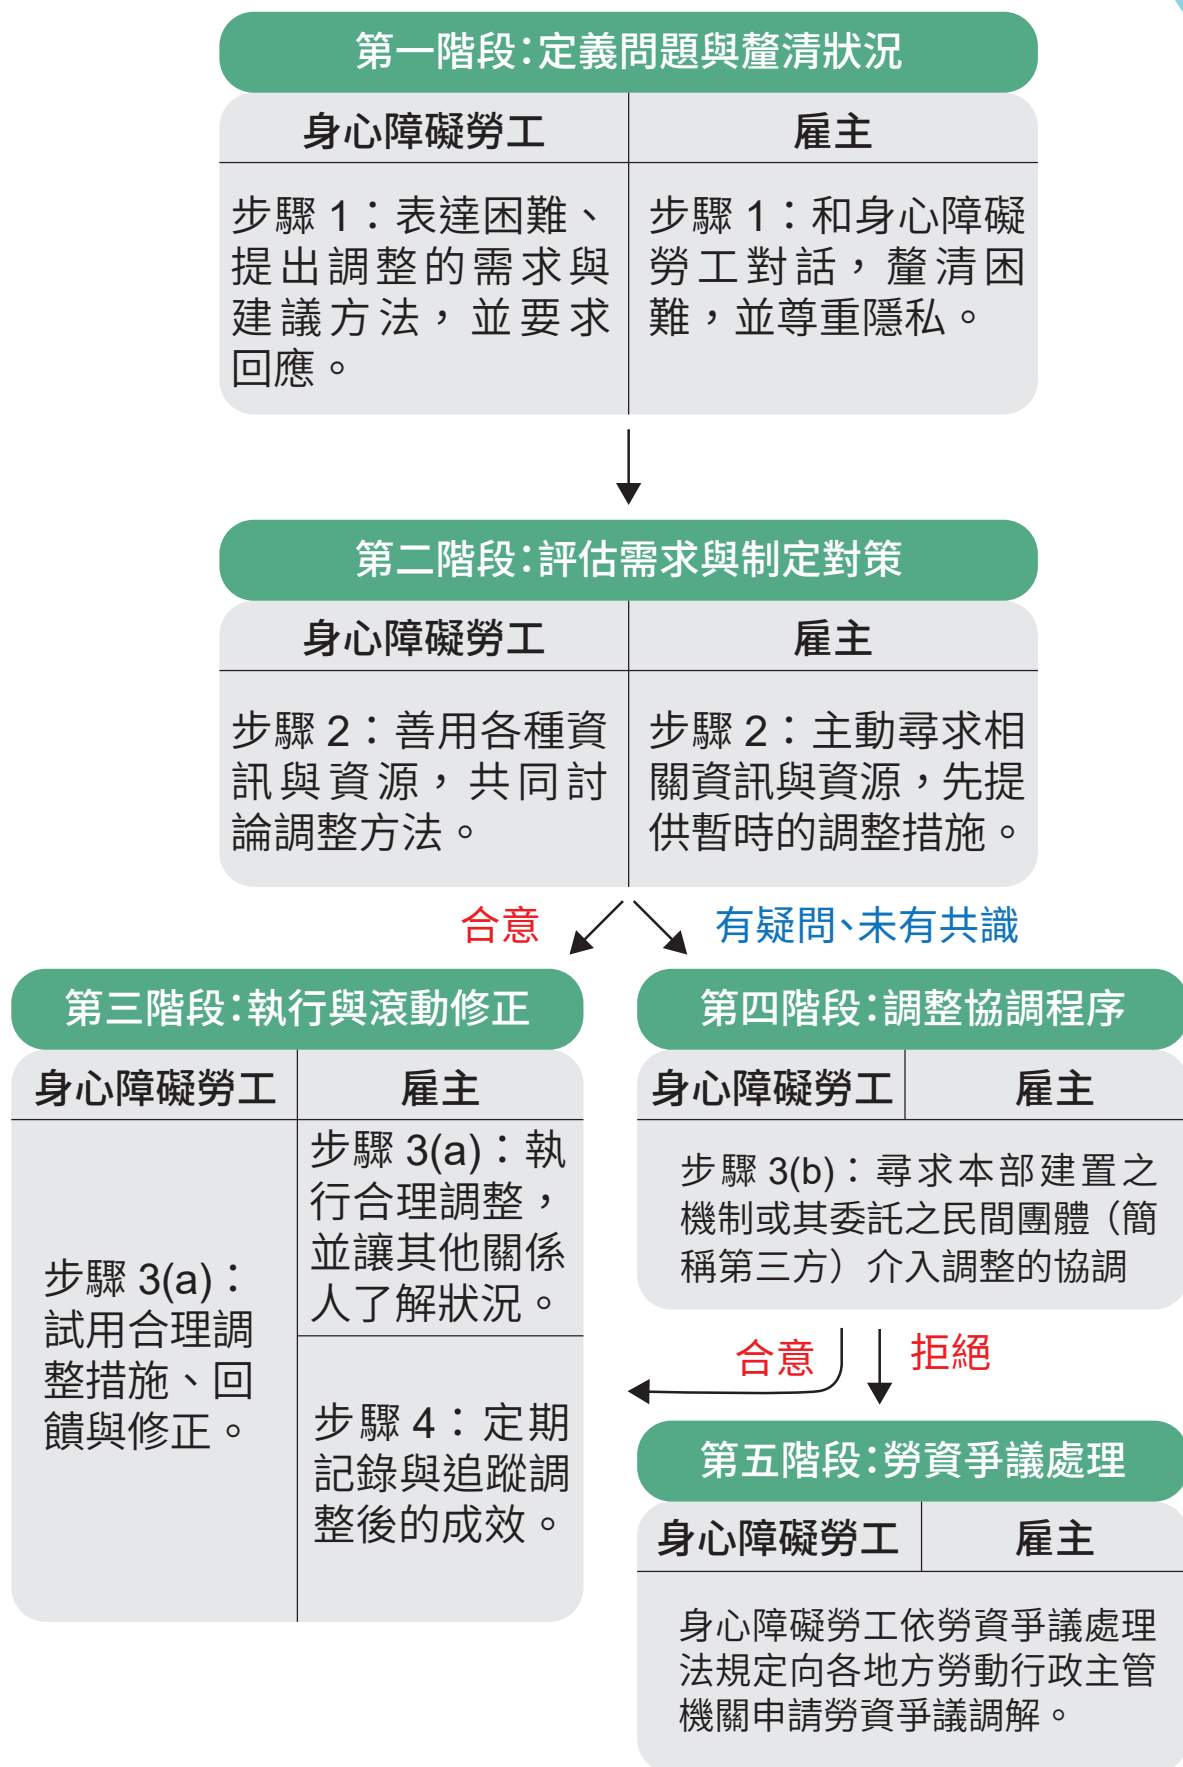 第一階段：定義問題與釐清狀況
身心障礙勞工
雇主
步驟 1：表達困難、
提出調整的需求與
建議方法，並要求
回應。
步驟 1：和身心障礙
勞工對話，釐清困
難，並尊重隱私。
第二階段：評估需求與制定對策
身心障礙勞工
雇主
步驟 2：善用各種資
訊與資源，共同討
論調整方法。
步驟 2：主動尋求相
關資訊與資源，先提
供暫時的調整措施。
合意
有疑問、未有共識
第三階段：執行與滾動修正
身心障礙勞工
雇主
步驟 3(a)：
試用合理調
整措施、回
饋與修正。
步驟 3(a)：執
行合理調整，
並讓其他關係
人了解狀況。
步驟 4：定期
記錄與追蹤調
整後的成效。
第四階段：調整協調程序
身心障礙勞工
雇主
步驟 3(b)：尋求本部建置之
機制或其委託之民間團體（簡
稱第三方）介入調整的協調
合意
拒絕
第五階段：勞資爭議處理
身心障礙勞工
雇主
身心障礙勞工依勞資爭議處理
法規定向各地方勞動行政主管
機關申請勞資爭議調解。